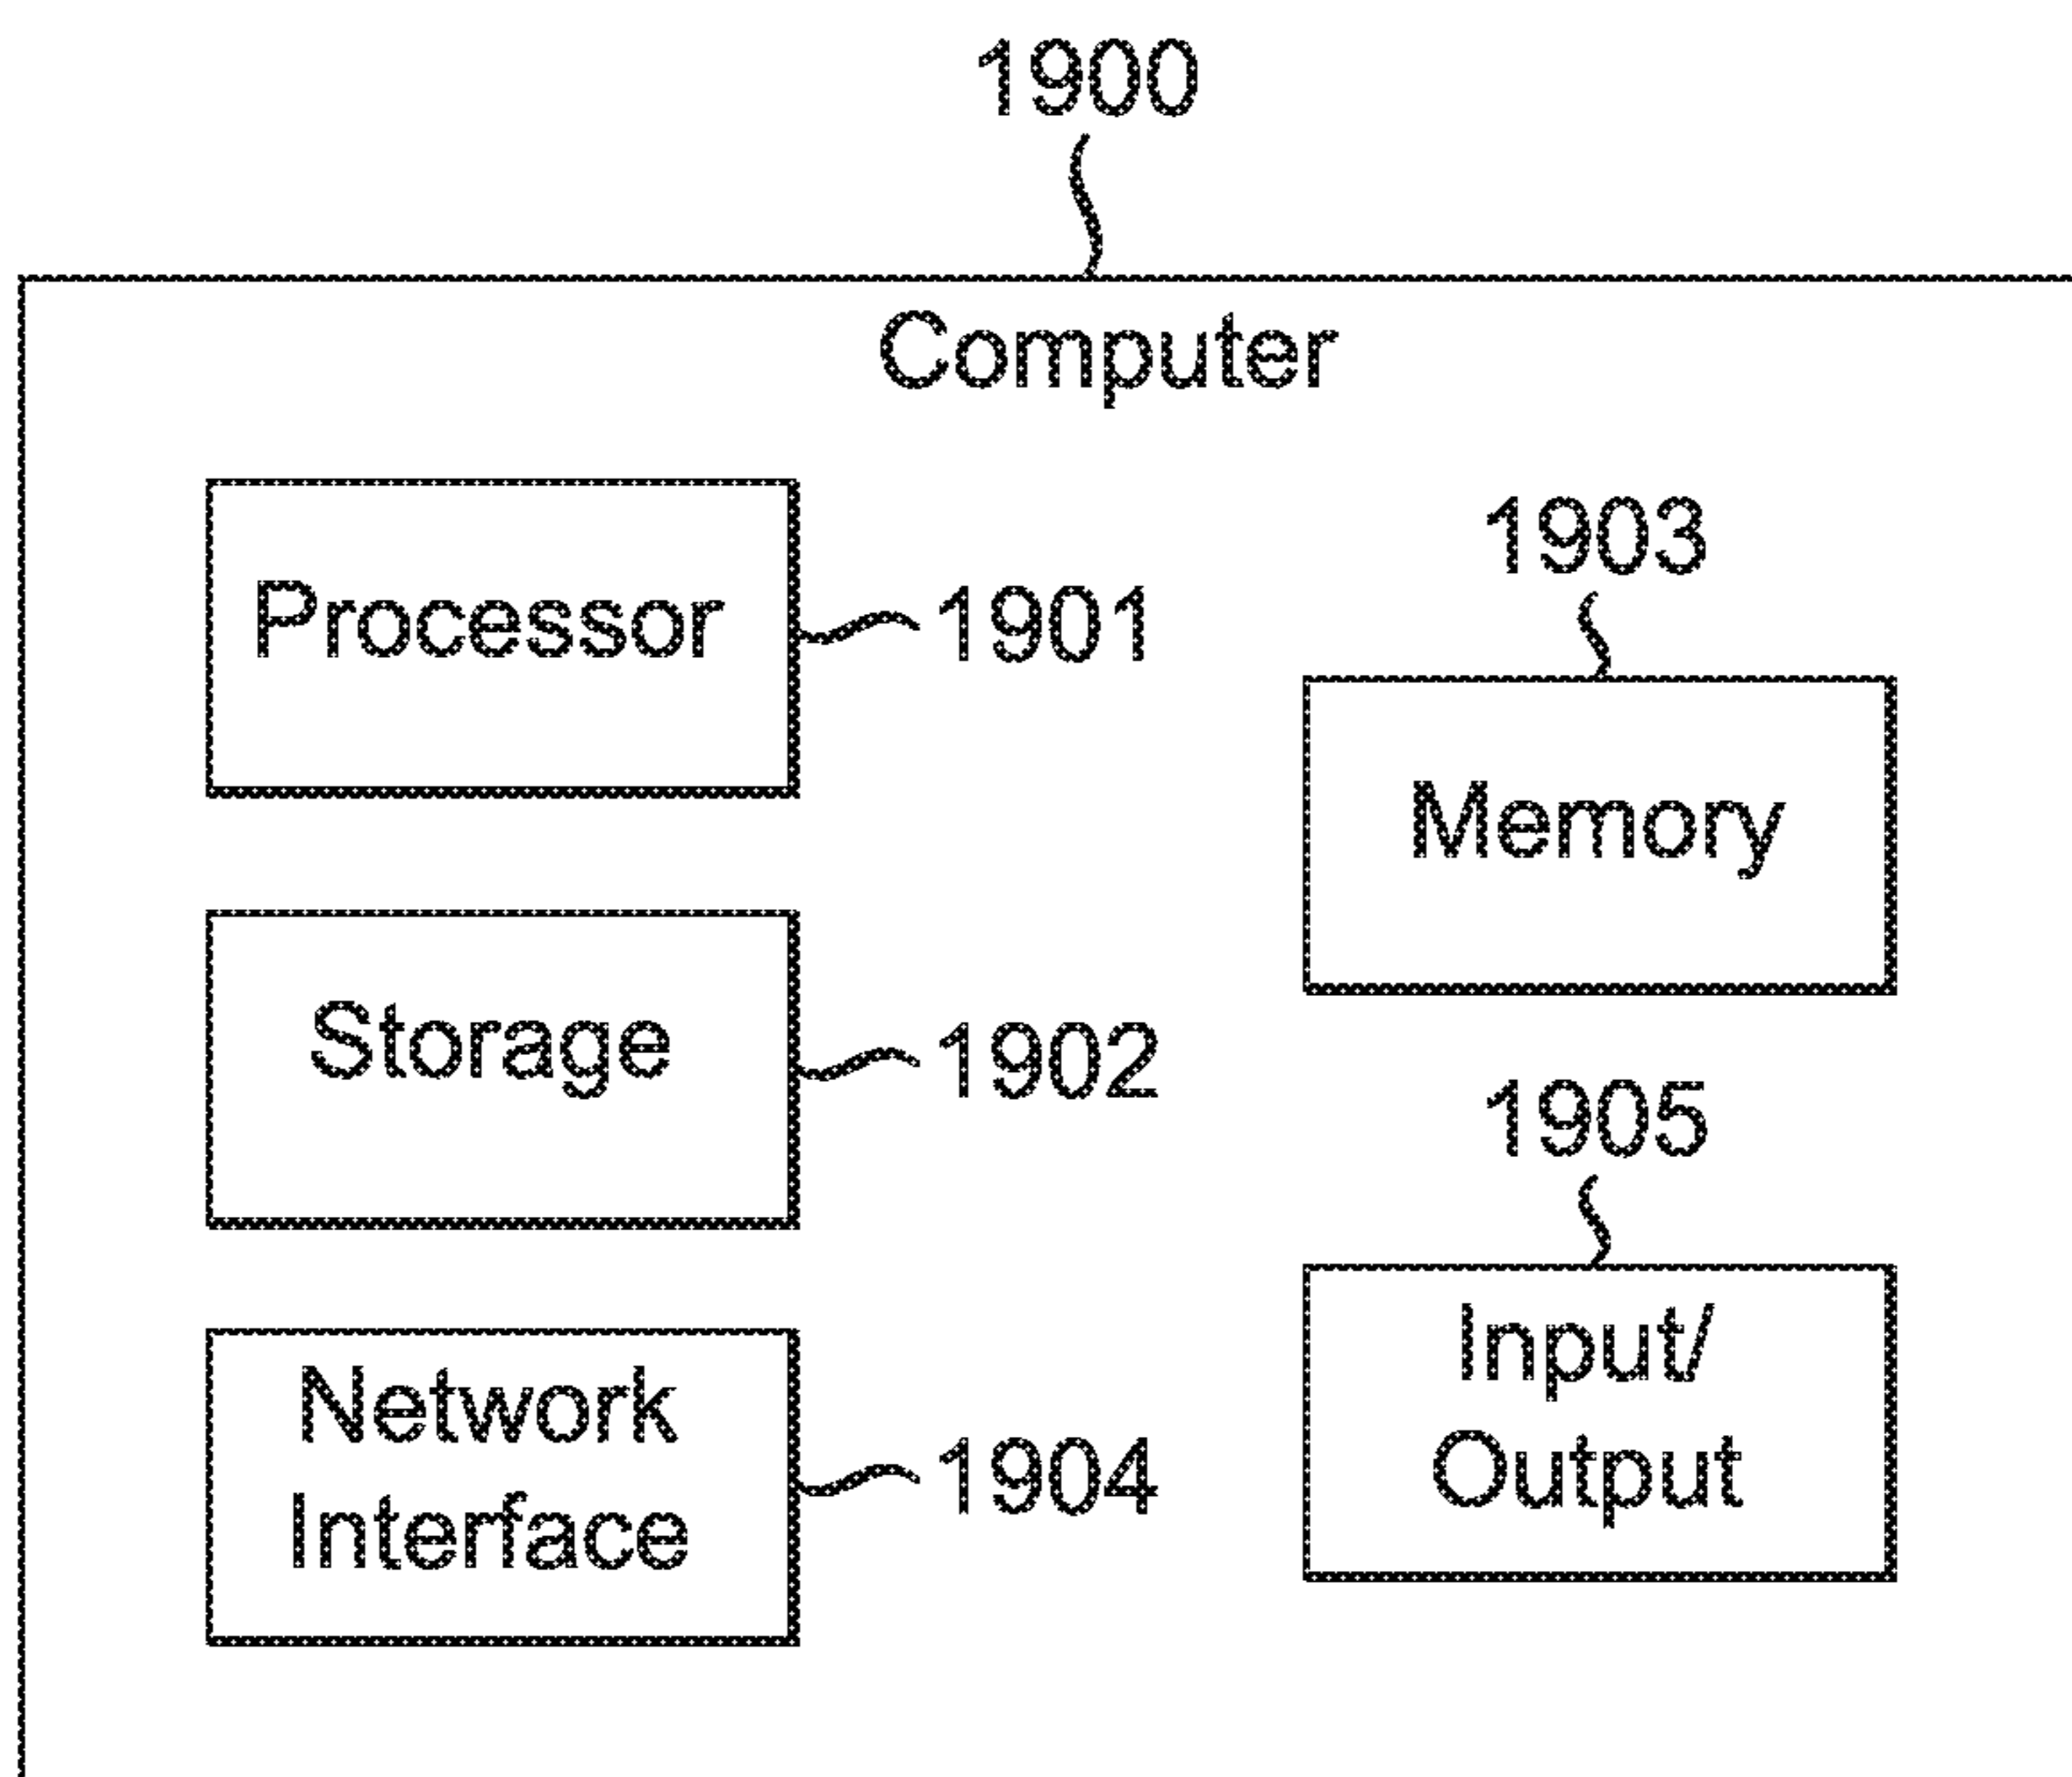 1900
Computer
Processor
1901
1903
Memory
Storage
1902
1905
Input/
Output
Network
Interface
1904